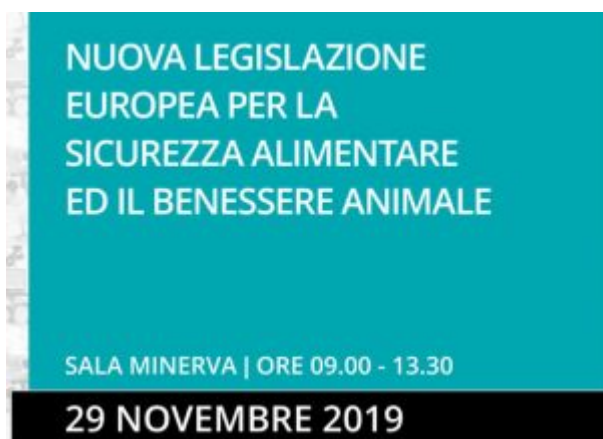 NUOVA LEGISLAZIONE
EUROPEA PER LA
SICUREZZA ALIMENTARE
ED IL BENESSERE ANIMALE
SALA MINERVA | ORE 09.00 - 13.30
29 NOVEMBRE 2019